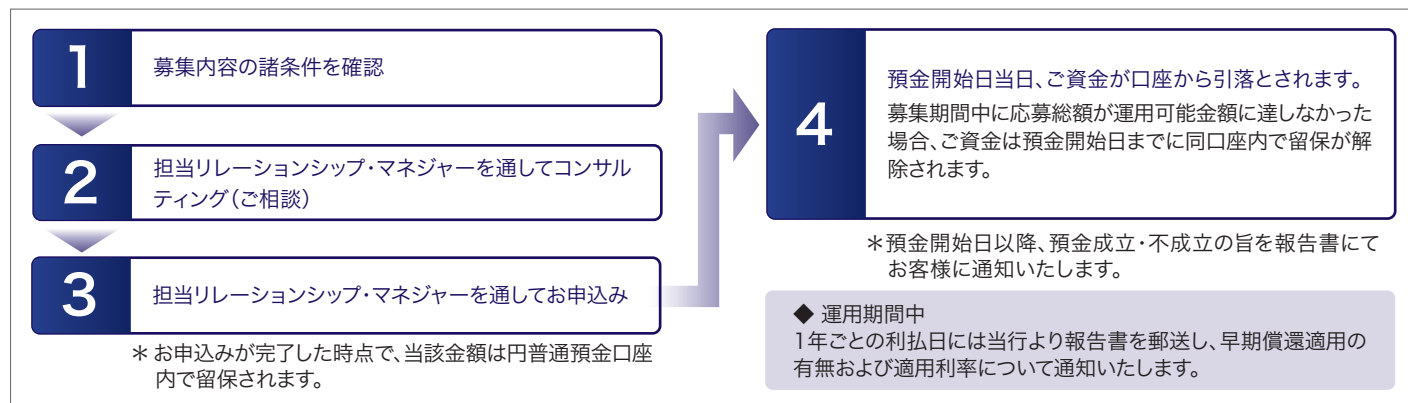 1
募集内容の諸条件を確認
2
担当リレーションシップ・マネジャーを通してコンサル
ティング(ご相談)
3
担当リレーションシップ・マネジャーを通してお申込み
＊お申込みが完了した時点で、当該金額は円普通預金口座
内で留保されます。
4
預金開始日当日、ご資金が口座から引落とされます。
募集期間中に応募総額が運用可能金額に達しなかった
場合、ご資金は預金開始日までに同口座内で留保が解
除されます。
＊預金開始日以降、預金成立・不成立の旨を報告書にて
お客様に通知いたします。
◆ 運用期間中
1年ごとの利払日には当行より報告書を郵送し、早期償還適用の
有無および適用利率について通知いたします。